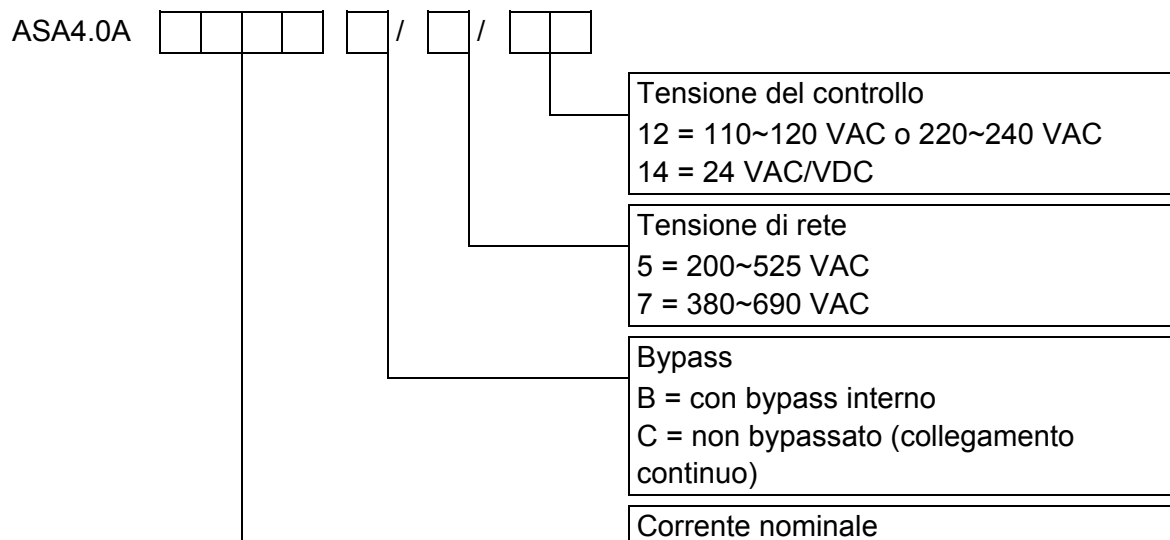 ASA4.0A / /
Tensione del controllo
12 = 110~120 VAC o 220~240 VAC
14 = 24 VAC/VDC
Tensione di rete
5 = 200~525 VAC
7 = 380~690 VAC
Bypass
B = con bypass interno
C = non bypassato (collegamento
continuo)
Corrente nominale